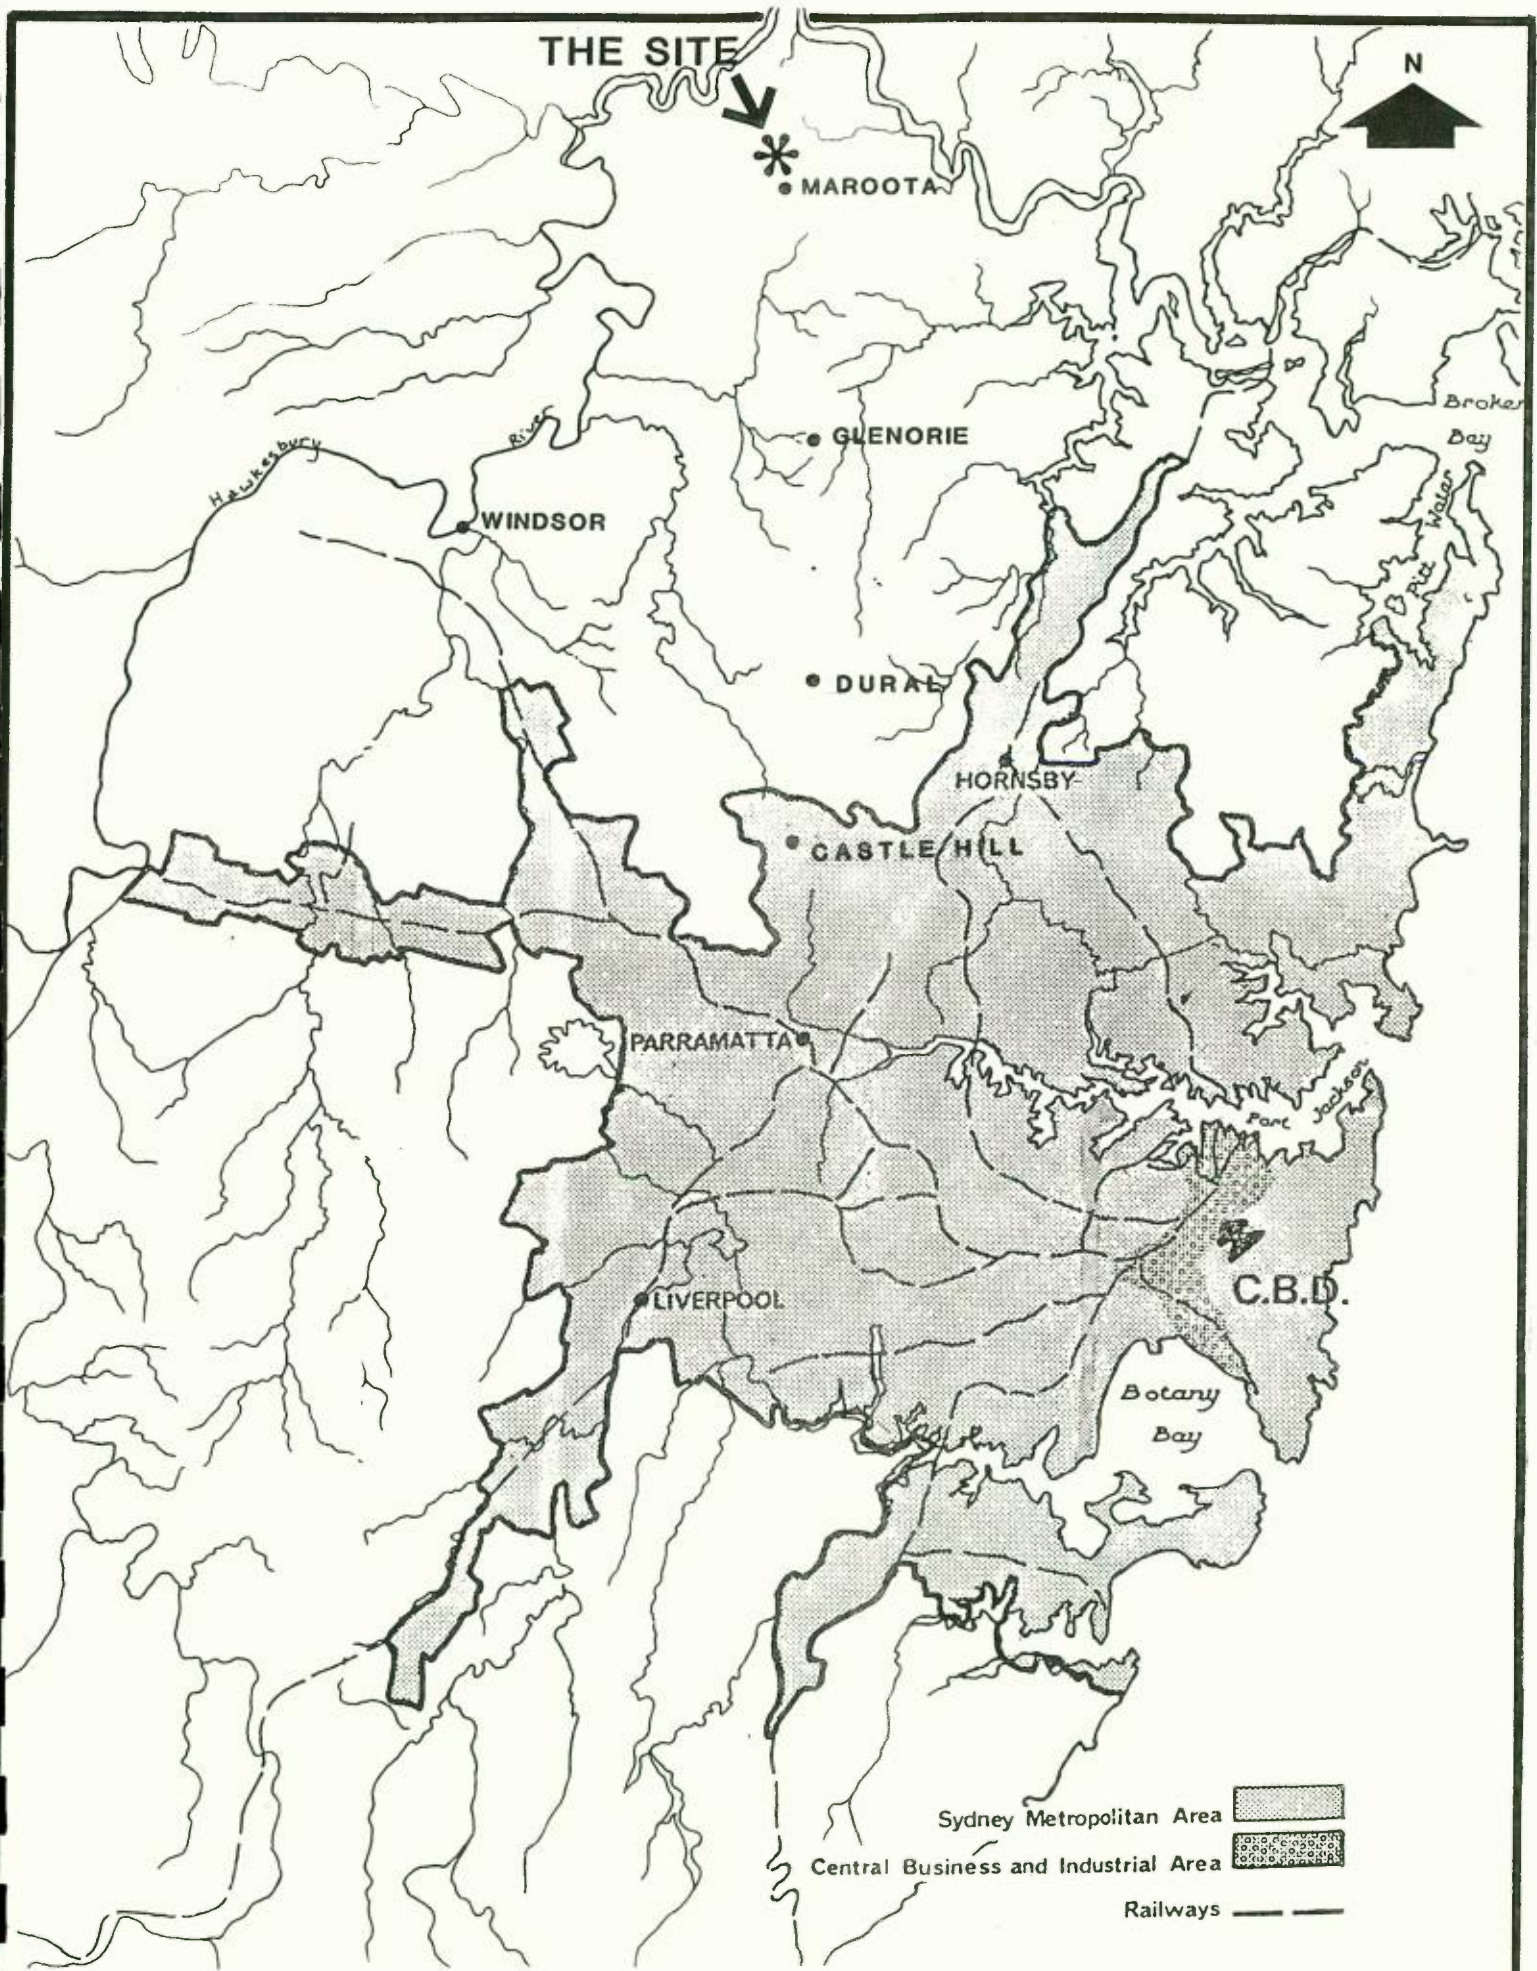 THE SITE
N
MAROOTA
Broken
Bay
GLENORIE
Hawkesbury
River
WINDSOR
Pitt
Water
DURAL
HORNSBY
CASTLE HILL
PARRAMATTA
Port
Jackson
C.B.D.
LIVERPOOL
Botany
Bay
Sydney Metropolitan Area
Central Business and Industrial Area
Railways